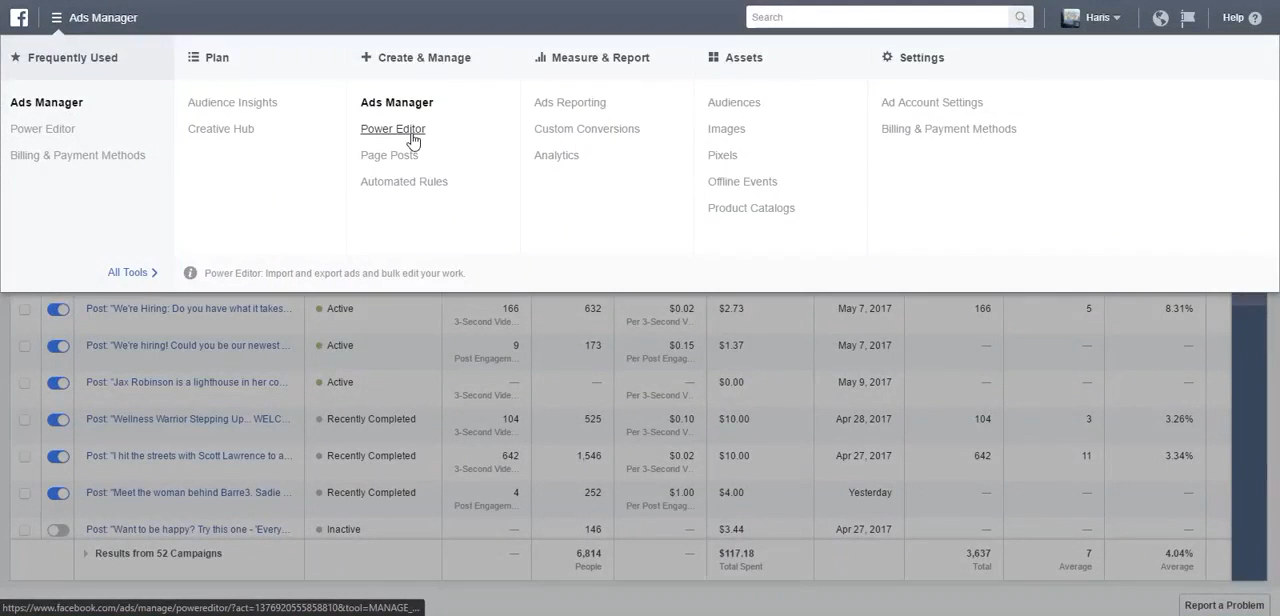 Ads Manager
Search
Haris
Help
Frequently Used
Plan
Create & Manage
Measure & Report
Assets
Settings
Ads Manager
Power Editor
Billing & Payment Methods
All Tools
Audience Insights
Creative Hub
Ads Manager
Power Editor
Page Posts
Automated Rules
Ads Reporting
Custom Conversions
Analytics
Audiences
Images
Pixels
Offline Events
Product Catalogs
Ad Account Settings
Billing & Payment Methods
Power Editor: Import and export ads and bulk edit your work.
Post: "We're Hiring: Do you have what it takes... Active 166 632 $0.02 $2.73 May 7, 2017 166 5 8.31%
3-Second Vide... Per 3-Second V...
Post: "We're hiring! Could you be our newest ... Active 9 173 $0.15 $1.37 May 7, 2017 — — —
Post Engagem... Per Post Engag...
Post: "Jax Robinson is a lighthouse in her co... Active — — — $0.00 May 9, 2017 — — —
3-Second Vide... Per 3-Second V...
Post: "Wellness Warrior Stepping Up... WELC... Recently Completed 104 525 $0.10 $10.00 Apr 28, 2017 104 3 3.26%
3-Second Vide... Per 3-Second V...
Post: "I hit the streets with Scott Lawrence to a... Recently Completed 642 1,546 $0.02 $10.00 Apr 27, 2017 642 11 3.34%
3-Second Vide... Per 3-Second V...
Post: "Meet the woman behind Barre3. Sadie ... Recently Completed 4 252 $1.00 $4.00 Yesterday — — —
Post Engagem... Per Post Engag...
Post: "Want to be happy? Try this one - 'Every... Inactive — 146 — $3.44 Apr 27, 2017 — — —
Results from 52 Campaigns — 6,814 — $117.18 3,637 7 4.04%
People Total Spent Total Average Average
https://www.facebook.com/ads/manage/powereditor/?act=1376920555858810&tool=MANAGE_...
Report a Problem